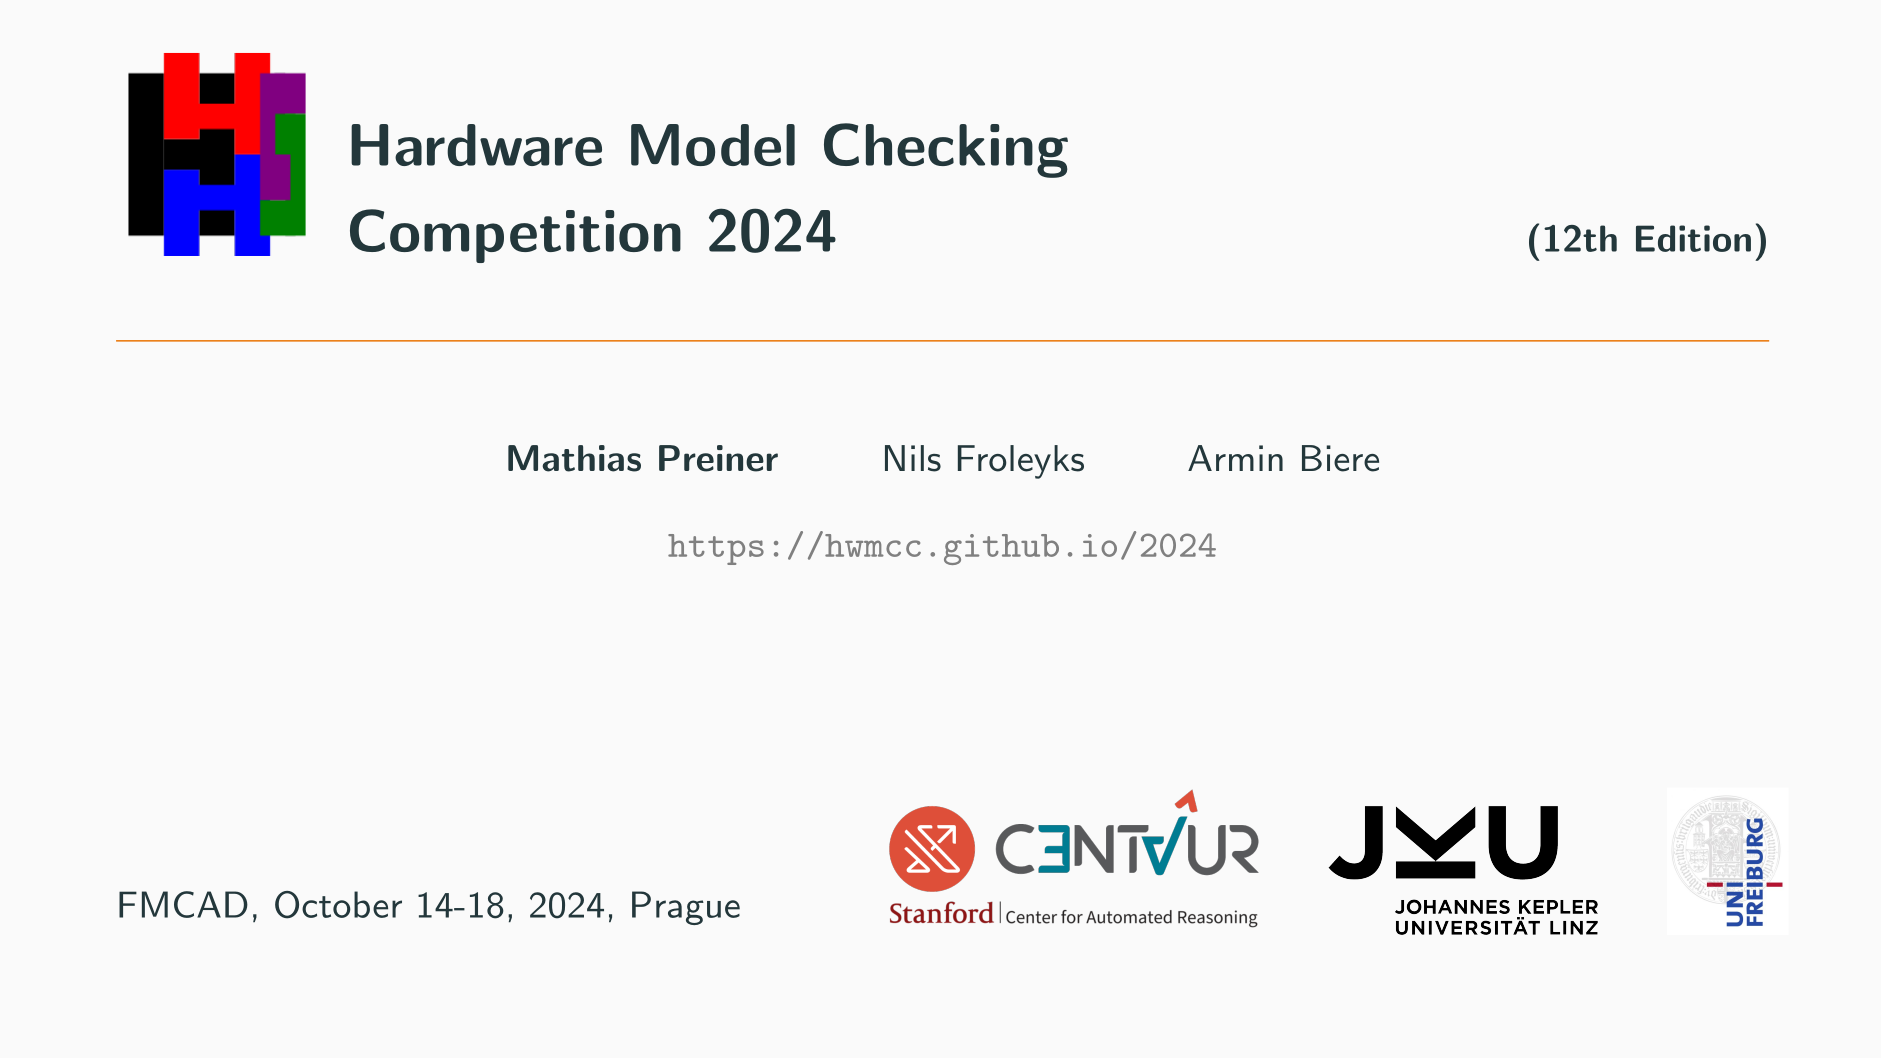 Hardware Model Checking
Competition 2024
(12th Edition)
Mathias Preiner Nils Froleyks Armin Biere
https://hwmcc.github.io/2024
FMCAD, October 14-18, 2024, Prague
CENTAUR
Stanford | Center for Automated Reasoning
JKU
JOHANNES KEPLER
UNIVERSITÄT LINZ
UNI
FREIBURG